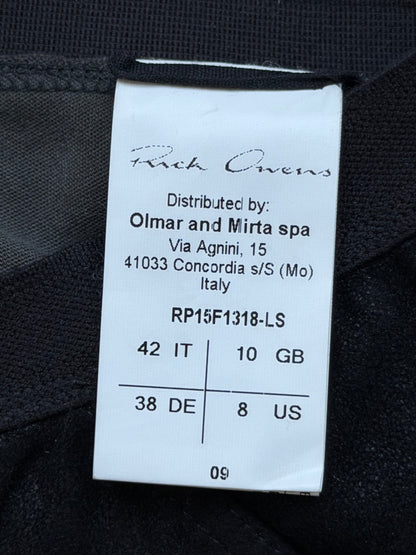 Rick Owens
Distributed by:
Olmar and Mirta spa
Via Agnini, 15
41033 Concordia s/S (Mo)
Italy
RP15F1318-LS
42 IT 10 GB
38 DE 8 US
09